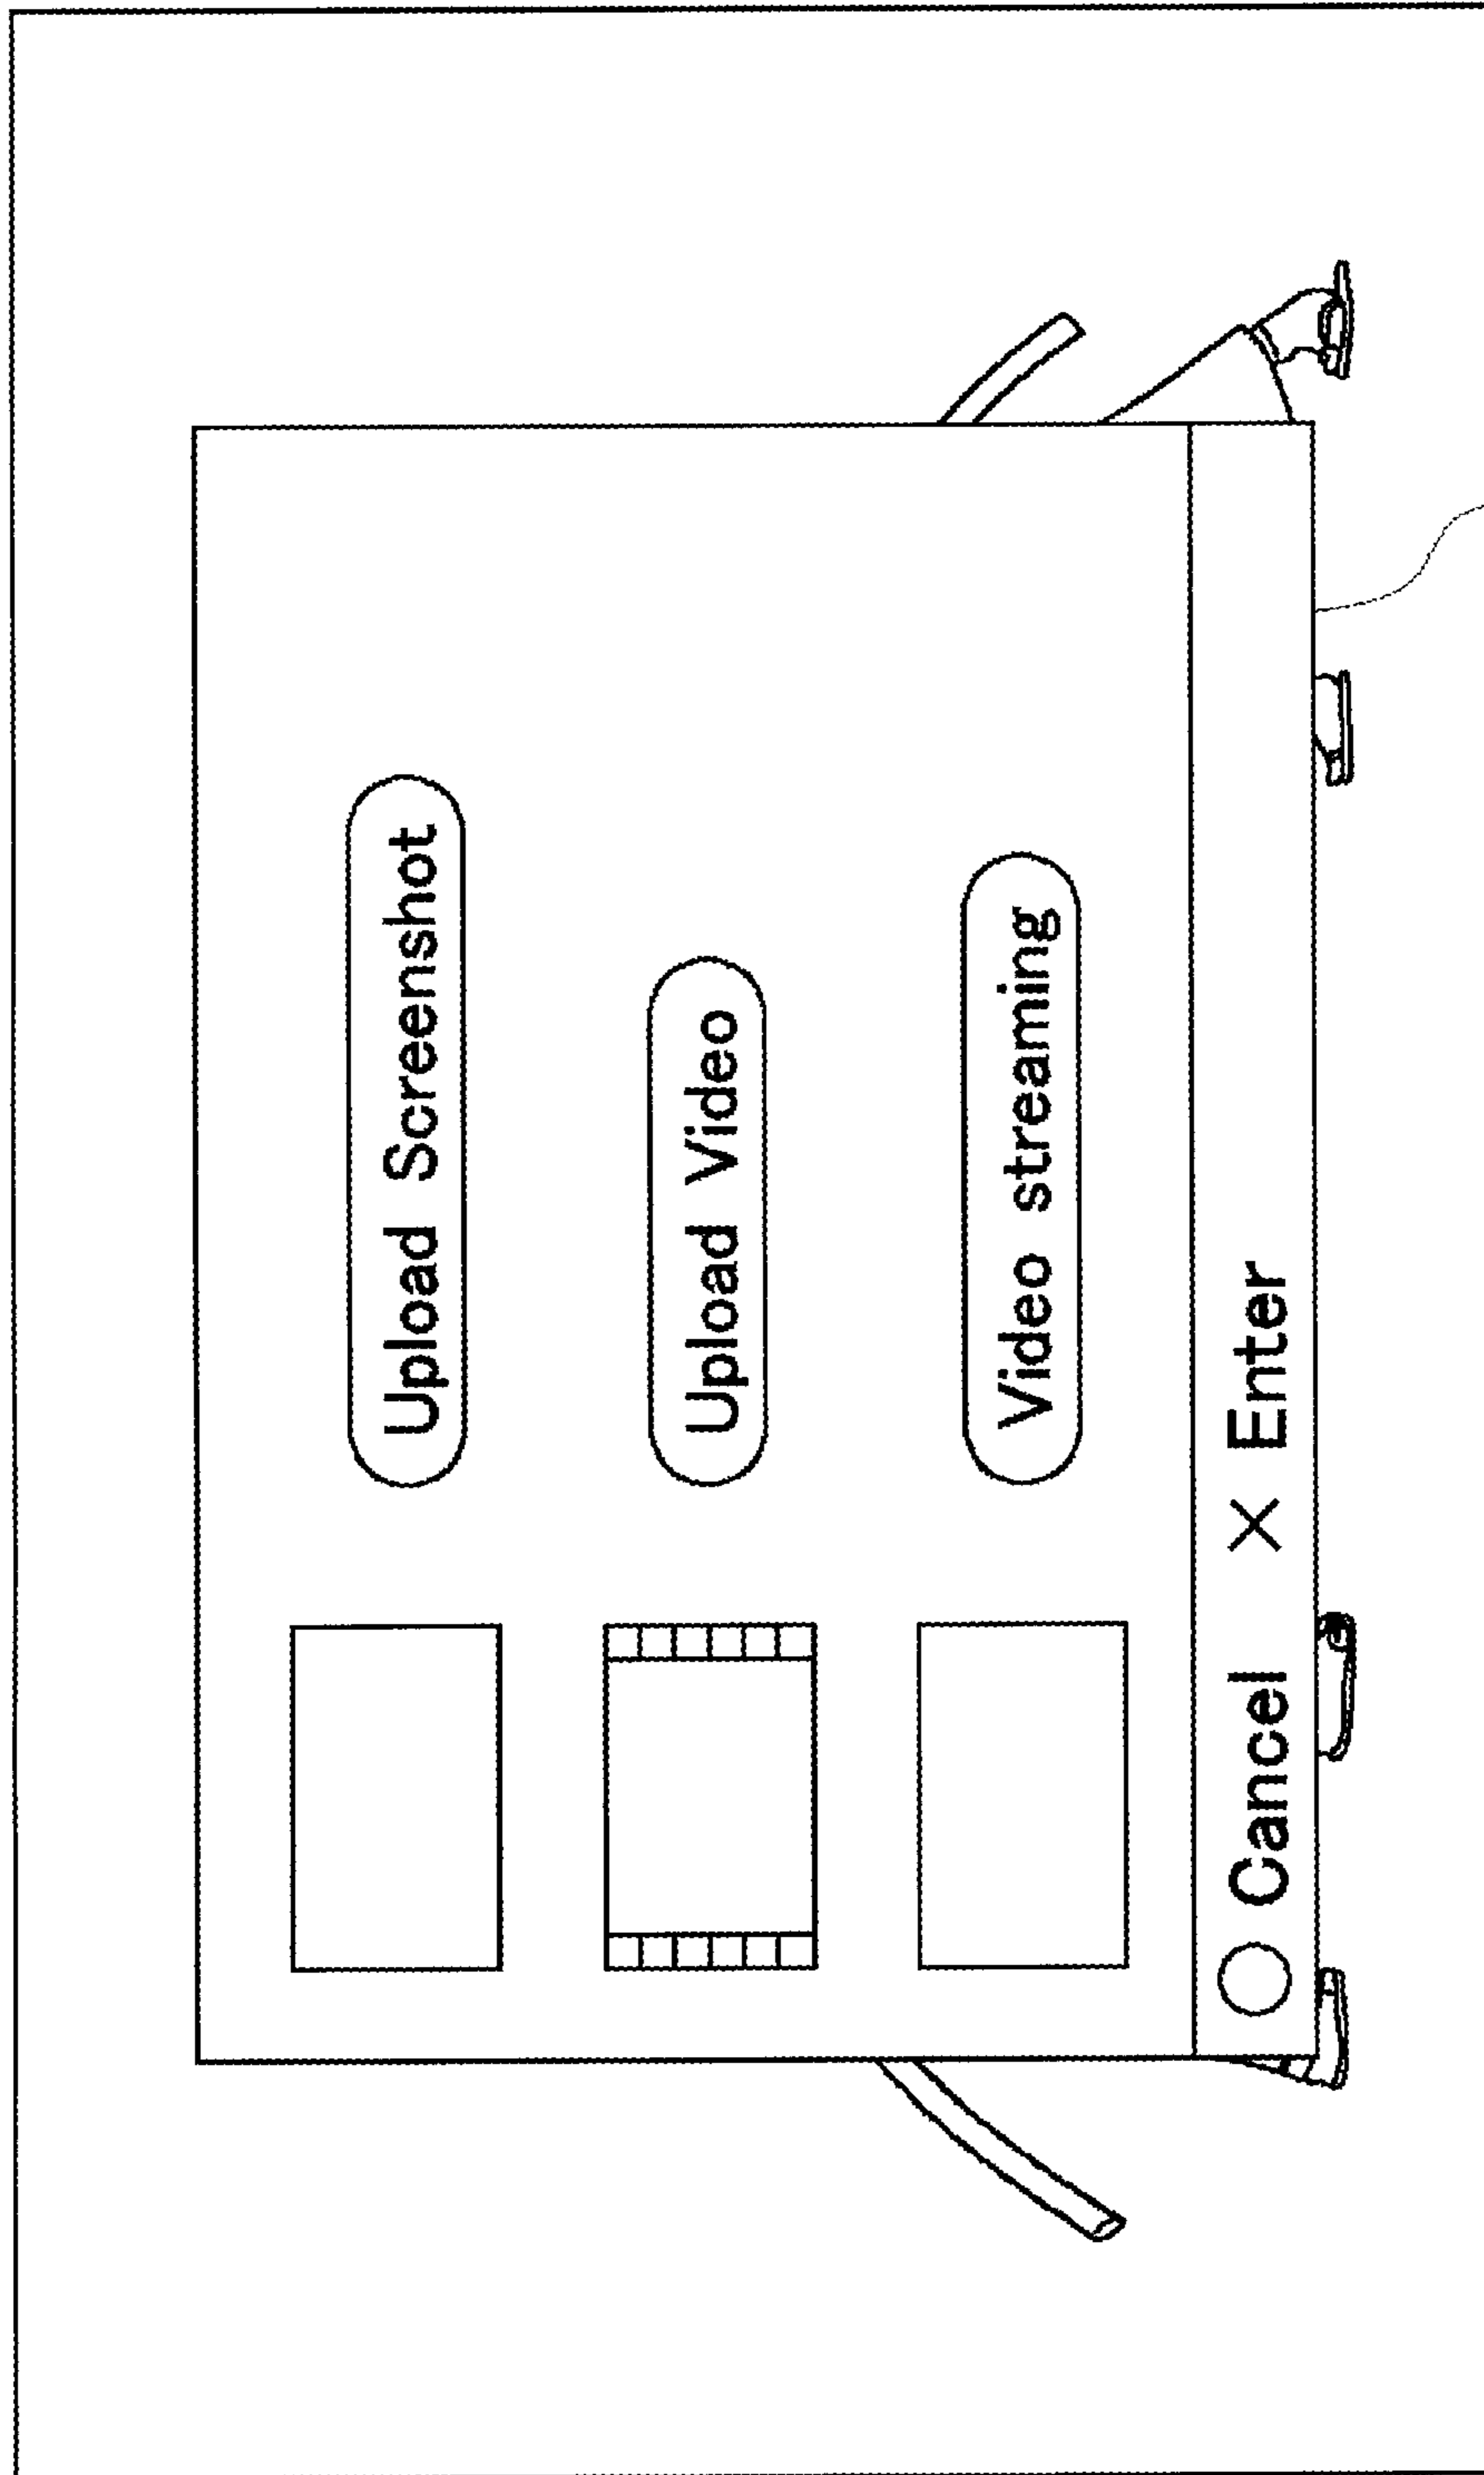 Upload Screenshot
Upload Video
Video streaming
○ Cancel × Enter